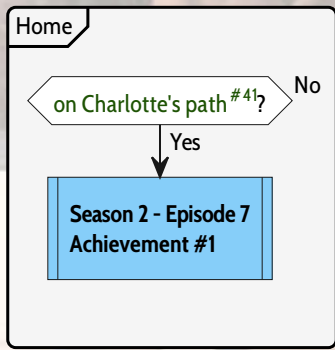 Home
on Charlotte's path #41?
No
Yes
Season 2 - Episode 7
Achievement #1